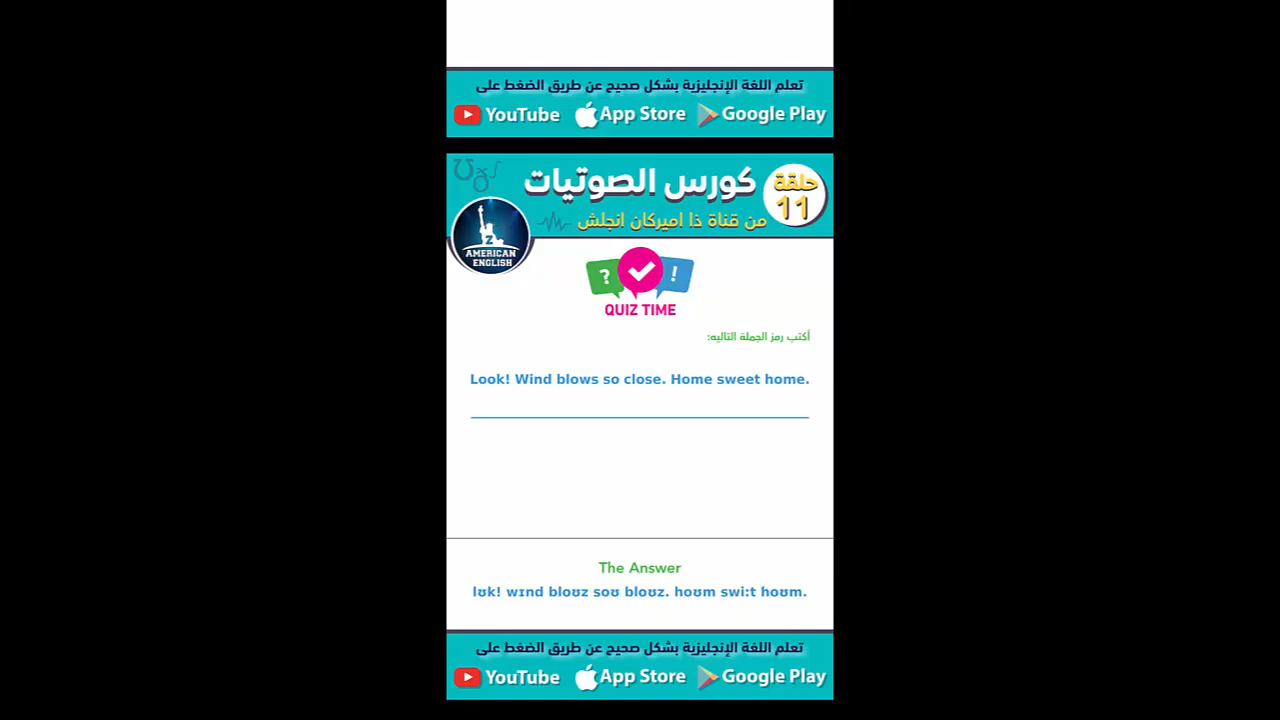 تعلم اللغة الإنجليزية بشكل صحيح عن طريق الضغط على
YouTube App Store Google Play
حلقة 11
كورس الصوتيات
من قناة ذا اميركان انجلش
Z
AMERICAN
ENGLISH
? !
QUIZ TIME
أكتب رمز الجملة التاليه:
Look! Wind blows so close. Home sweet home.
The Answer
lʊk! wɪnd bloʊz soʊ bloʊz. hoʊm swi:t hoʊm.
تعلم اللغة الإنجليزية بشكل صحيح عن طريق الضغط على
YouTube App Store Google Play